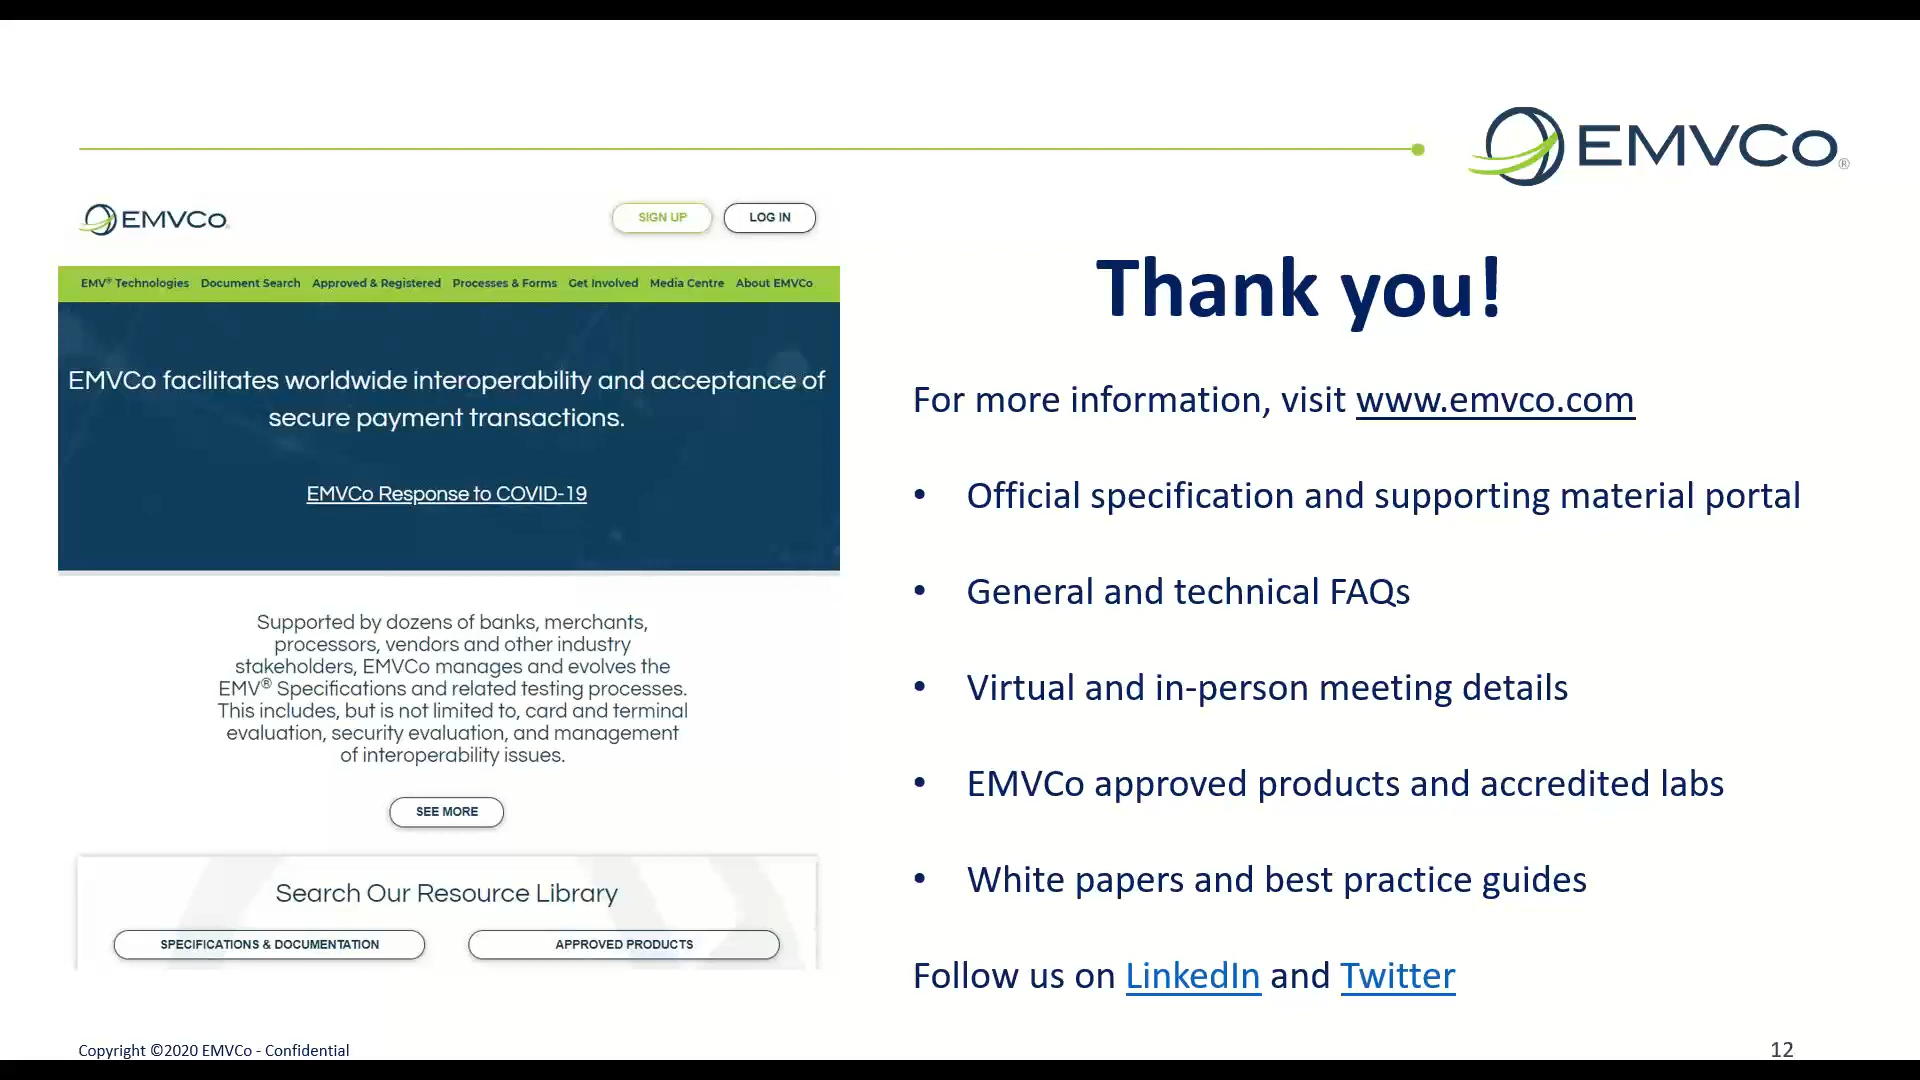 EMVCo®
EMVCo
SIGN UP
LOG IN
EMV® Technologies Document Search Approved & Registered Processes & Forms Get Involved Media Centre About EMVCo
EMVCo facilitates worldwide interoperability and acceptance of
secure payment transactions.
EMVCo Response to COVID-19
Supported by dozens of banks, merchants,
processors, vendors and other industry
stakeholders, EMVCo manages and evolves the
EMV® Specifications and related testing processes.
This includes, but is not limited to, card and terminal
evaluation, security evaluation, and management
of interoperability issues.
SEE MORE
Search Our Resource Library
SPECIFICATIONS & DOCUMENTATION
APPROVED PRODUCTS
Thank you!
For more information, visit www.emvco.com
• Official specification and supporting material portal
• General and technical FAQs
• Virtual and in-person meeting details
• EMVCo approved products and accredited labs
• White papers and best practice guides
Follow us on LinkedIn and Twitter
Copyright ©2020 EMVCo - Confidential
12